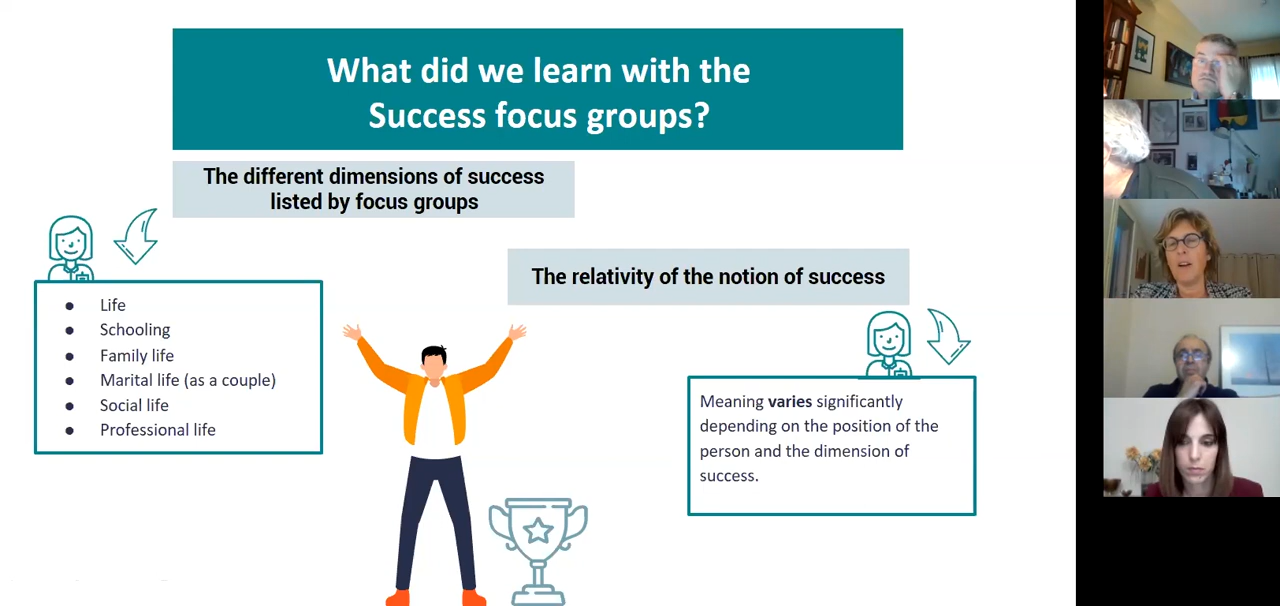 What did we learn with the
Success focus groups?
The different dimensions of success
listed by focus groups
● Life
● Schooling
● Family life
● Marital life (as a couple)
● Social life
● Professional life
The relativity of the notion of success
Meaning varies significantly
depending on the position of the
person and the dimension of
success.